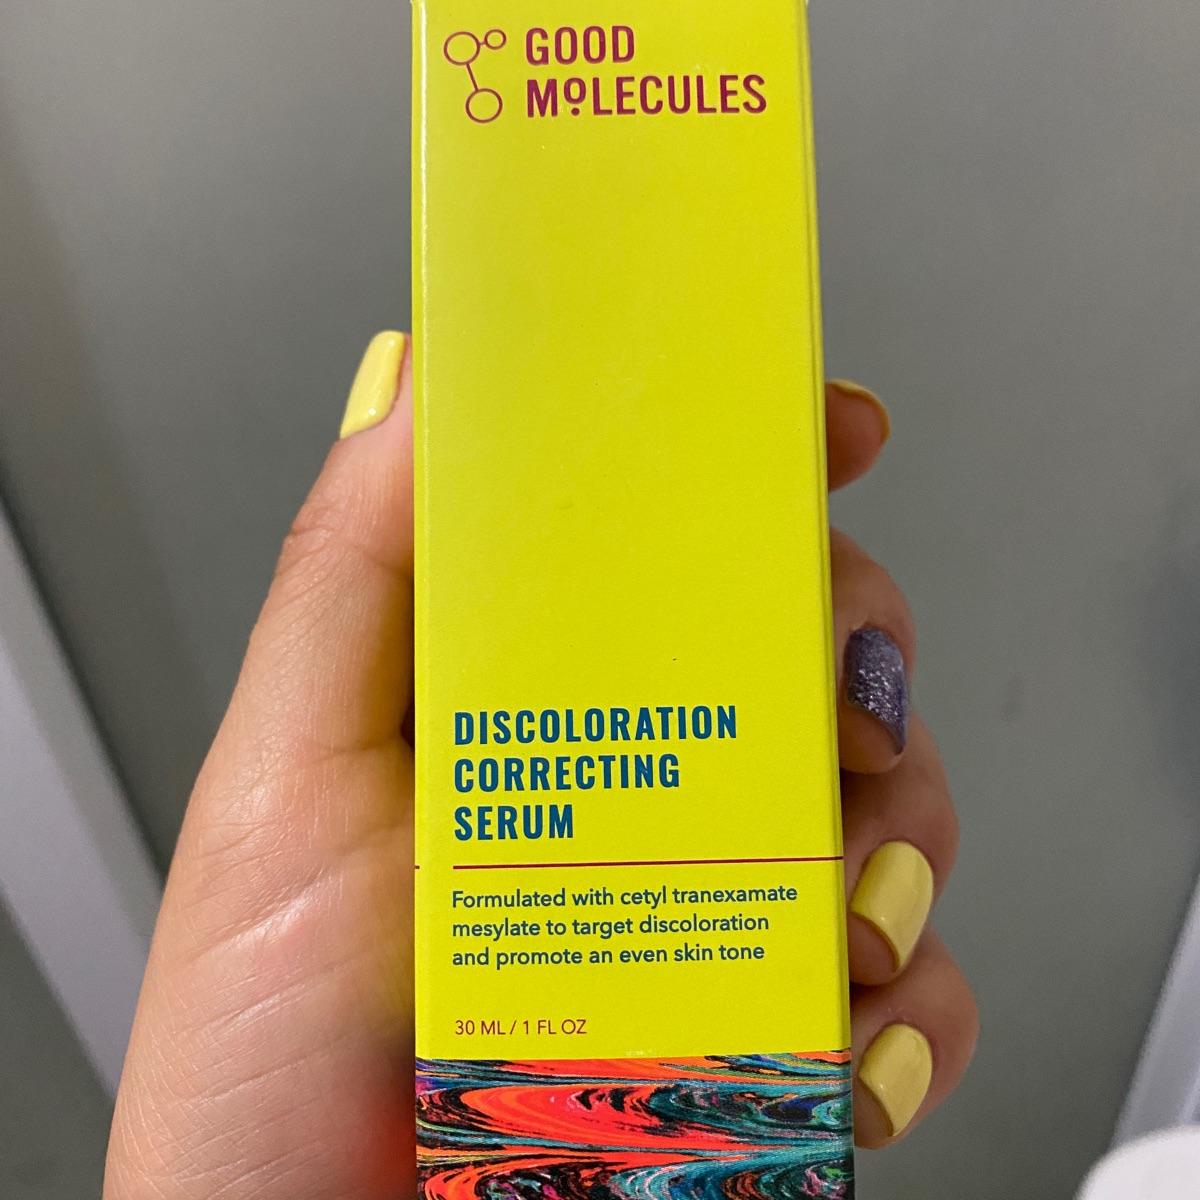 GOOD
MOLECULES
DISCOLORATION
CORRECTING
SERUM
Formulated with cetyl tranexamate
mesylate to target discoloration
and promote an even skin tone
30 ML / 1 FL OZ